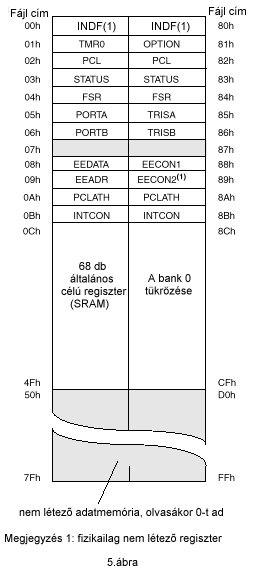 Fájl cím Fájl cím
00h INDF(1) INDF(1) 80h
01h TMR0 OPTION 81h
02h PCL PCL 82h
03h STATUS STATUS 83h
04h FSR FSR 84h
05h PORTA TRISA 85h
06h PORTB TRISB 86h
07h 87h
08h EEDATA EECON1 88h
09h EEADR EECON2(1) 89h
0Ah PCLATH PCLATH 8Ah
0Bh INTCON INTCON 8Bh
0Ch 8Ch
68 db
általános
célú regiszter
(SRAM)
A bank 0
tükrözése
4Fh CFh
50h D0h
7Fh FFh
nem létező adatmemória, olvasákor 0-t ad
Megjegyzés 1: fizikailag nem létező regiszter
5.ábra